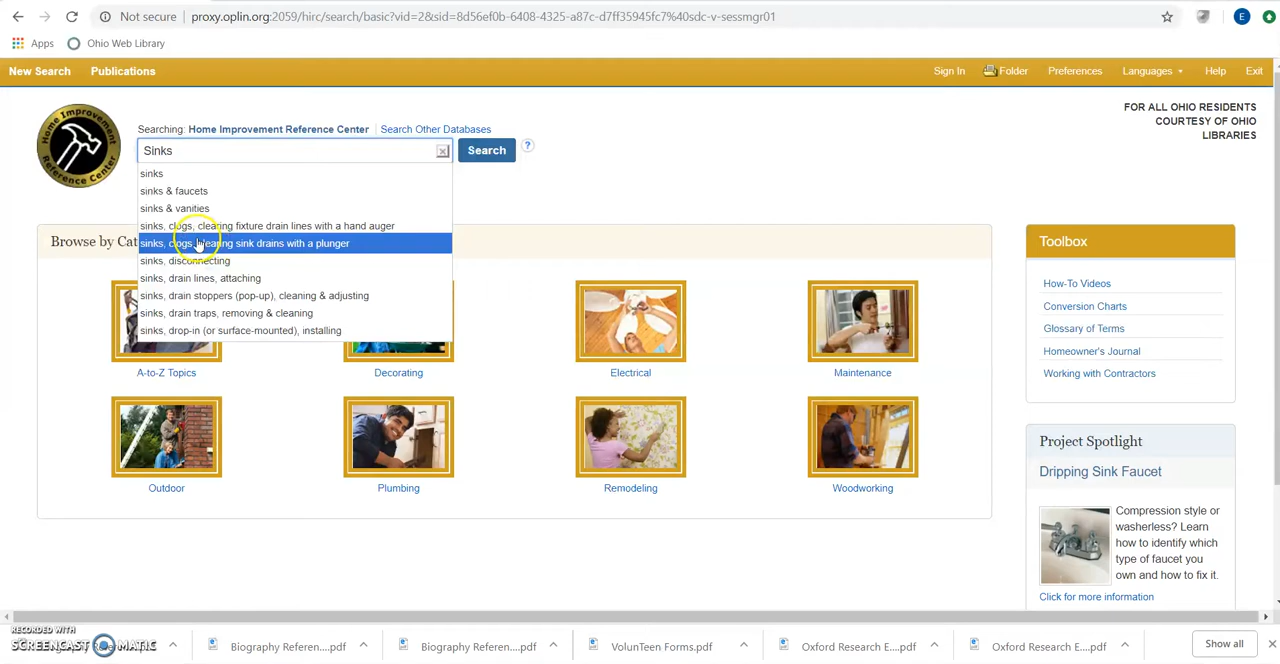 Not secure
proxy.oplin.org:2059/hirc/search/basic?vid=2&sid=8d56ef0b-6408-4325-a87c-d7ff35945fc7%40sdc-v-sessmgr01
E
Apps
Ohio Web Library
New Search
Publications
Sign In
Folder
Preferences
Languages
Help
Exit
Home Improvement
Reference Center
Searching: Home Improvement Reference Center
Search Other Databases
FOR ALL OHIO RESIDENTS
COURTESY OF OHIO
LIBRARIES
Sinks
Search
?
sinks
sinks & faucets
sinks & vanities
sinks, clogs, clearing fixture drain lines with a hand auger
sinks, clogs, clearing sink drains with a plunger
sinks, disconnecting
sinks, drain lines, attaching
sinks, drain stoppers (pop-up), cleaning & adjusting
sinks, drain traps, removing & cleaning
sinks, drop-in (or surface-mounted), installing
Browse by Cat
A-to-Z Topics
Decorating
Electrical
Maintenance
Outdoor
Plumbing
Remodeling
Woodworking
Toolbox
How-To Videos
Conversion Charts
Glossary of Terms
Homeowner's Journal
Working with Contractors
Project Spotlight
Dripping Sink Faucet
Compression style or
washerless? Learn
how to identify which
type of faucet you
own and how to fix it.
Click for more information
RECORDED WITH
SCREENCAST MATIC
Biography Referen....pdf
Biography Referen....pdf
VolunTeen Forms.pdf
Oxford Research E....pdf
Oxford Research E....pdf
Show all